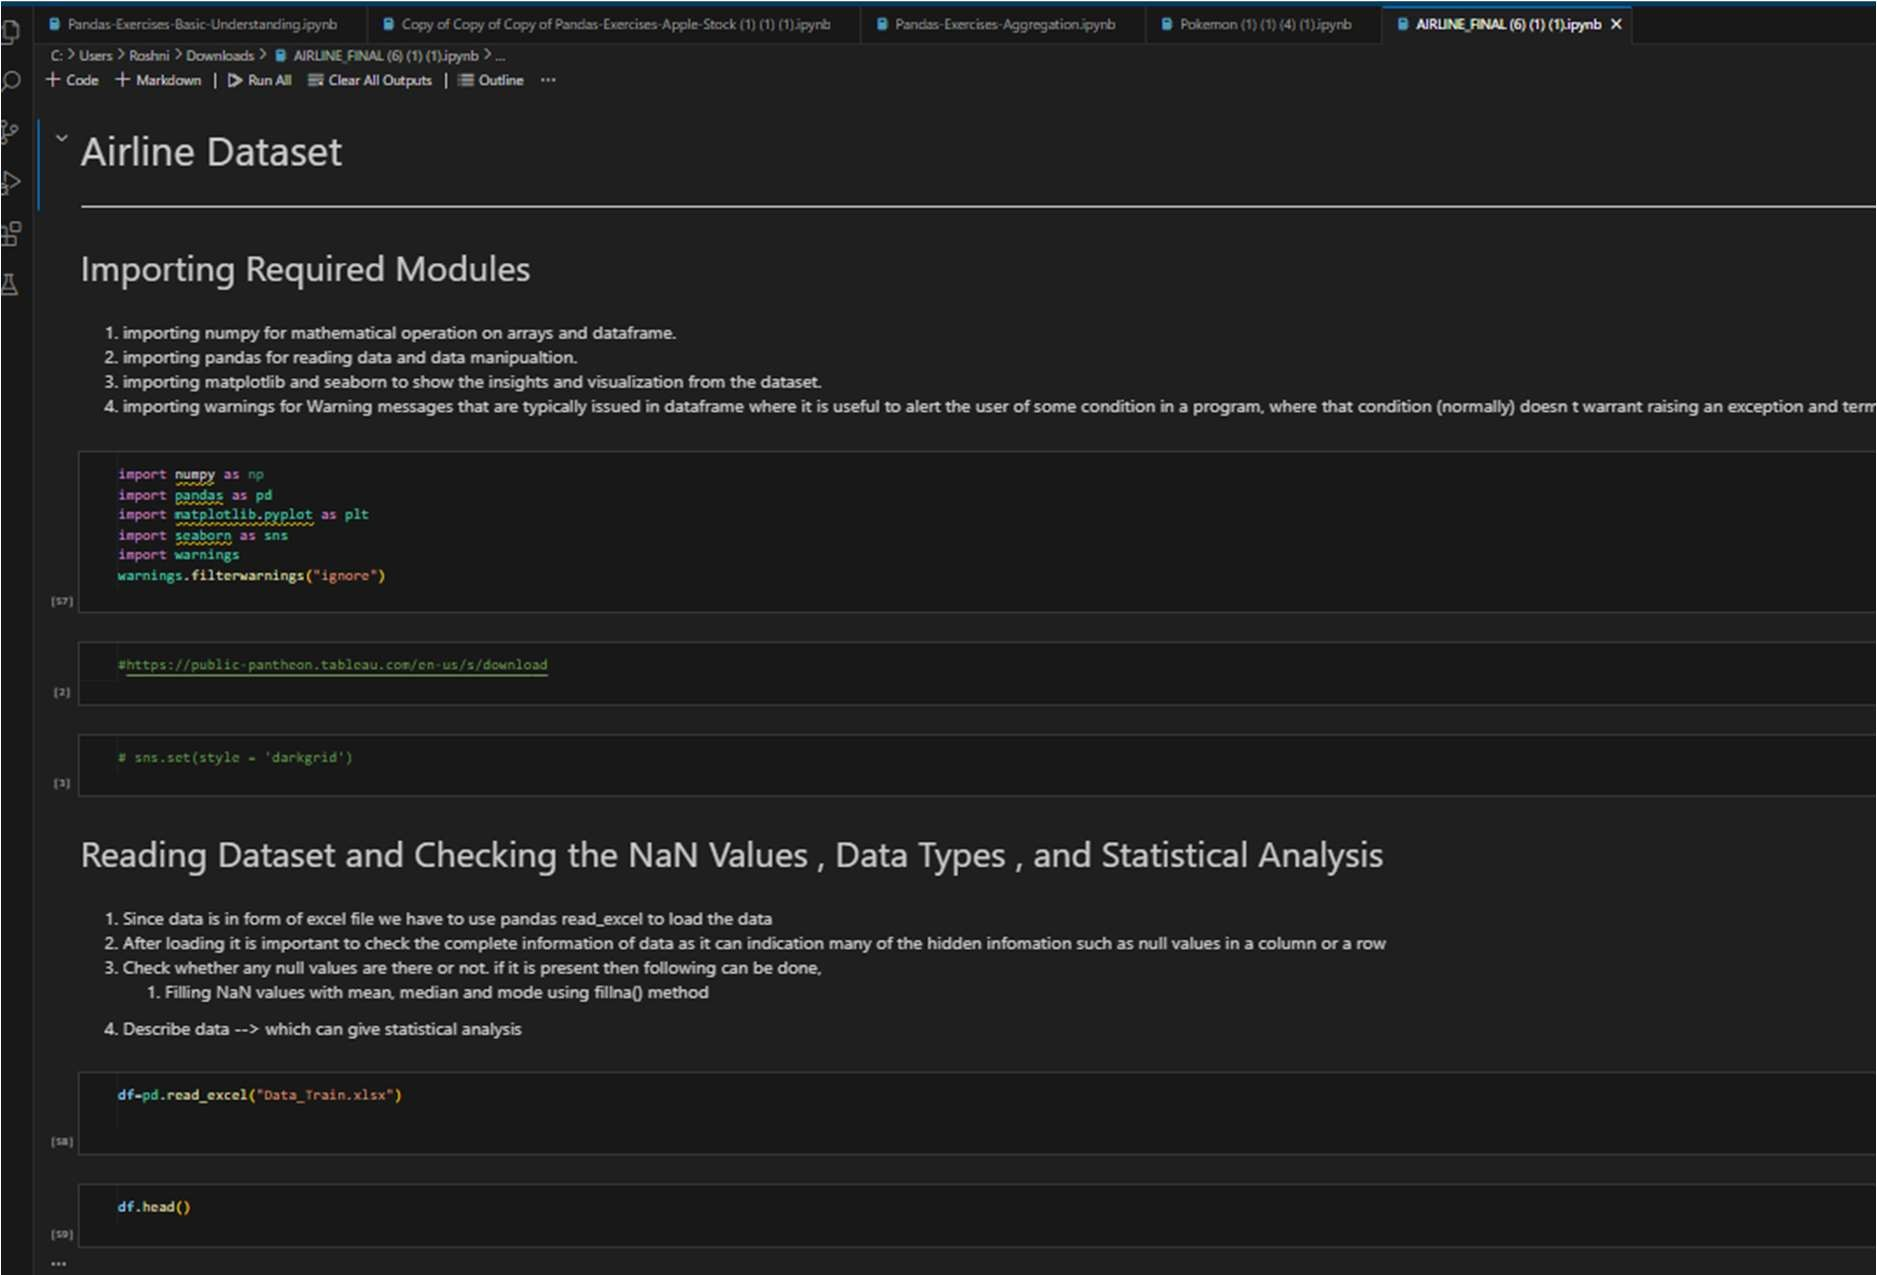 Pandas-Exercises-Basic-Understanding.ipynb
Copy of Copy of Copy of Pandas-Exercises-Apple-Stock (1) (1) (1).ipynb
Pandas-Exercises-Aggregation.ipynb
Pokemon (1) (1) (4) (1).ipynb
AIRLINE_FINAL (6) (1) (1).ipynb ×
C: > Users > Roshni > Downloads > AIRLINE_FINAL (6) (1) (1).ipynb > ...
+ Code + Markdown | Run All Clear All Outputs | Outline ...
Airline Dataset
Importing Required Modules
1. importing numpy for mathematical operation on arrays and dataframe.
2. importing pandas for reading data and data manipualtion.
3. importing matplotlib and seaborn to show the insights and visualization from the dataset.
4. importing warnings for Warning messages that are typically issued in dataframe where it is useful to alert the user of some condition in a program, where that condition (normally) doesn t warrant raising an exception and term
import numpy as np
import pandas as pd
import matplotlib.pyplot as plt
import seaborn as sns
import warnings
warnings.filterwarnings("ignore")
[57]
#https://public-pantheon.tableau.com/en-us/s/download
[2]
# sns.set(style = 'darkgrid')
[3]
Reading Dataset and Checking the NaN Values , Data Types , and Statistical Analysis
1. Since data is in form of excel file we have to use pandas read_excel to load the data
2. After loading it is important to check the complete information of data as it can indication many of the hidden infomation such as null values in a column or a row
3. Check whether any null values are there or not. if it is present then following can be done,
1. Filling NaN values with mean, median and mode using fillna() method
4. Describe data --> which can give statistical analysis
df=pd.read_excel("Data_Train.xlsx")
[58]
df.head()
[59]
...